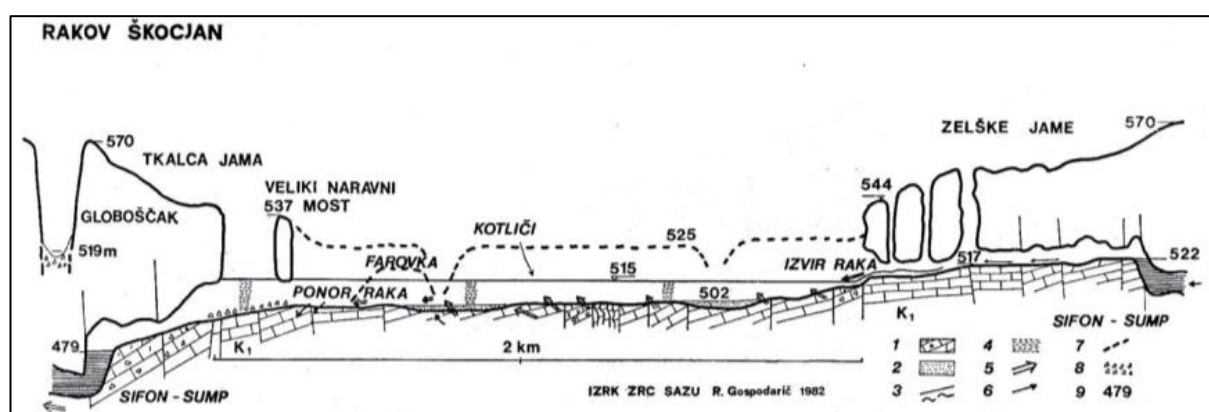 RAKOV ŠKOCJAN
570
TKALCA JAMA
GLOBOŠČAK
519m
VELIKI NARAVNI
537 MOST
KOTLIČI
FAROVKA
PONOR RAKA
525
515
502
ZELŠKE JAME
570
544
IZVIR RAKA
517
522
479
K1
K1
2 km
SIFON - SUMP
SIFON - SUMP
IZRK ZRC SAZU R. Gospodarič 1982
1 4 7
2 5 8
3 6 9 479